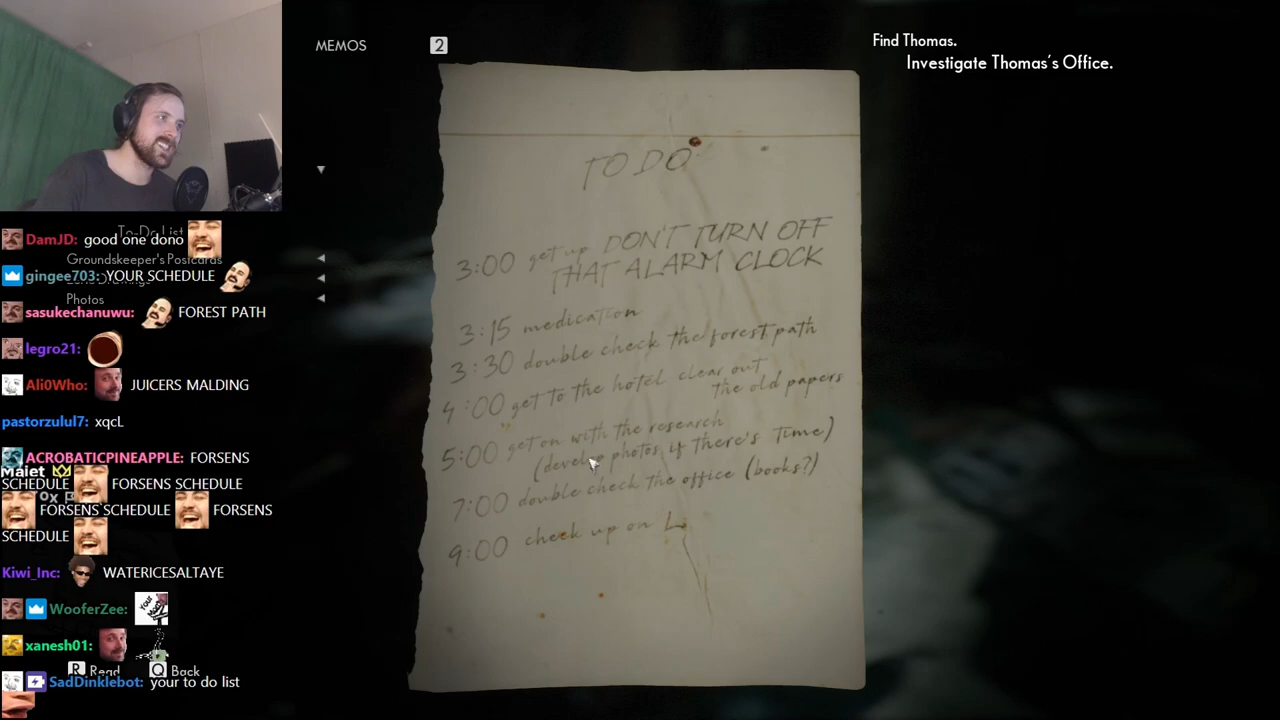 MEMOS
2
Find Thomas.
Investigate Thomas's Office.
TO DO
3:00 get up DON'T TURN OFF
THAT ALARM CLOCK
3:15 medication
3:30 double check the forest path
4:00 get to the hotel clear out
the old papers
5:00 get on with the research
(develop photos if there's time)
7:00 double check the office (books?)
9:00 check up on L.
To-Do List
DamJD: good one dono
Groundskeeper's Postcards
gingee703: YOUR SCHEDULE
Drawings
Photos
sasukechanuwu: FOREST PATH
legro21:
Ali0Who: JUICERS MALDING
pastorzulul7: xqcL
ACROBATICPINEAPPLE: FORSENS
Maiet
SCHEDULE FORSENS SCHEDULE
FORSENS SCHEDULE FORSENS
SCHEDULE
Kiwi_Inc: WATERICESALTAYE
WooferZee:
xanesh01:
R Read Q Back
SadDinklebot: your to do list